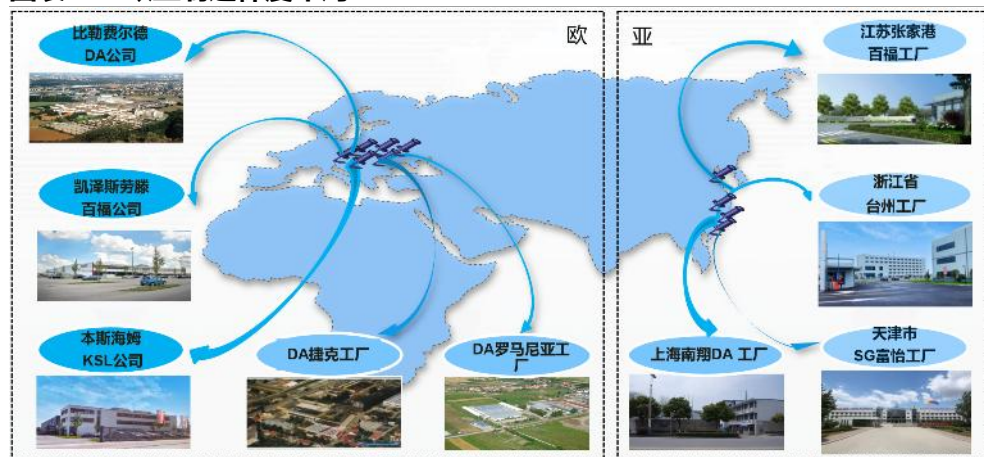 欧
亚
比勒费尔德
DA公司
凯泽斯劳滕
百福公司
本斯海姆
KSL公司
DA捷克工厂
DA罗马尼亚工
厂
江苏张家港
百福工厂
浙江省
台州工厂
上海南翔DA 工厂
天津市
SG富怡工厂